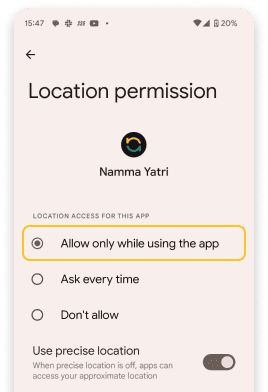 15:47 20%
Location permission
Namma Yatri
LOCATION ACCESS FOR THIS APP
Allow only while using the app
Ask every time
Don't allow
Use precise location
When precise location is off, apps can
access your approximate location